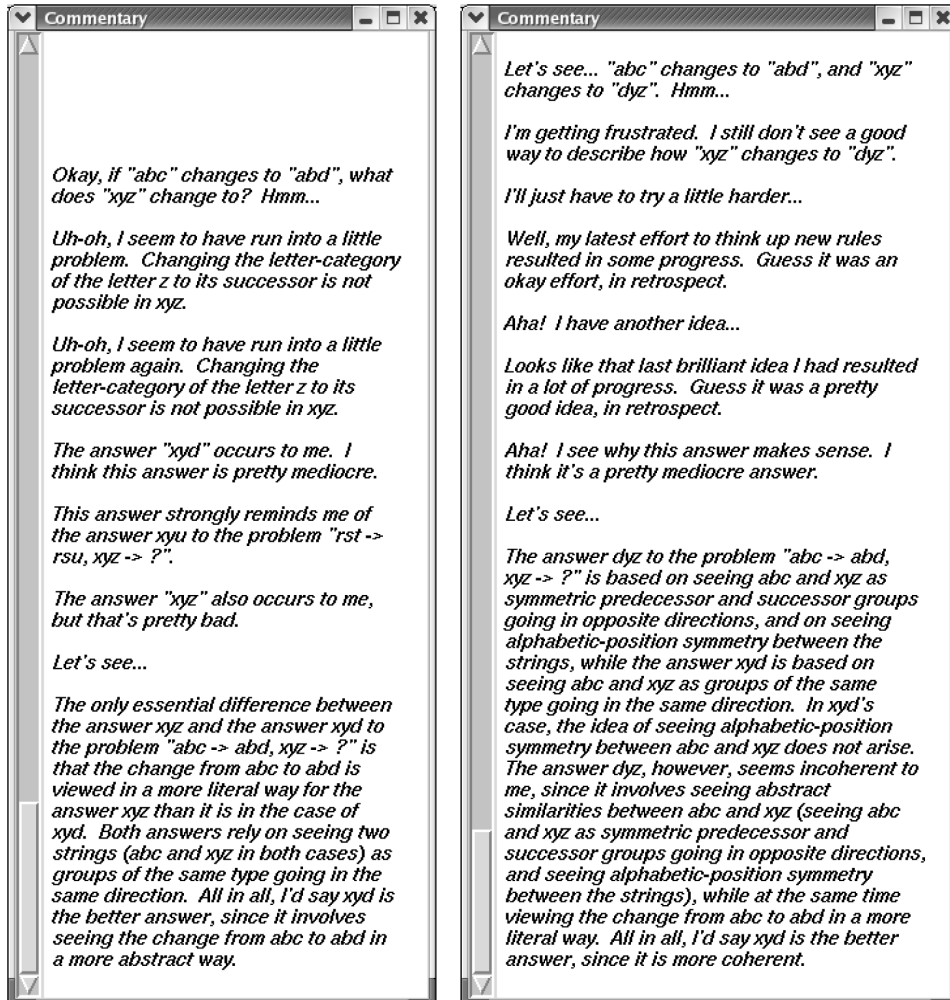 Commentary
Okay, if "abc" changes to "abd", what
does "xyz" change to?  Hmm...
Uh-oh, I seem to have run into a little
problem.  Changing the letter-category
of the letter z to its successor is not
possible in xyz.
Uh-oh, I seem to have run into a little
problem again.  Changing the
letter-category of the letter z to its
successor is not possible in xyz.
The answer "xyd" occurs to me.  I
think this answer is pretty mediocre.
This answer strongly reminds me of
the answer xyu to the problem "rst ->
rsu, xyz -> ?".
The answer "xyz" also occurs to me,
but that's pretty bad.
Let's see...
The only essential difference between
the answer xyz and the answer xyd to
the problem "abc -> abd, xyz -> ?" is
that the change from abc to abd is
viewed in a more literal way for the
answer xyz than it is in the case of
xyd.  Both answers rely on seeing two
strings (abc and xyz in both cases) as
groups of the same type going in the
same direction.  All in all, I'd say xyd is
the better answer, since it involves
seeing the change from abc to abd in
a more abstract way.
Commentary
Let's see... "abc" changes to "abd", and "xyz"
changes to "dyz".  Hmm...
I'm getting frustrated.  I still don't see a good
way to describe how "xyz" changes to "dyz".
I'll just have to try a little harder...
Well, my latest effort to think up new rules
resulted in some progress.  Guess it was an
okay effort, in retrospect.
Aha!  I have another idea...
Looks like that last brilliant idea I had resulted
in a lot of progress.  Guess it was a pretty
good idea, in retrospect.
Aha!  I see why this answer makes sense.  I
think it's a pretty mediocre answer.
Let's see...
The answer dyz to the problem "abc -> abd,
xyz -> ?" is based on seeing abc and xyz as
symmetric predecessor and successor groups
going in opposite directions, and on seeing
alphabetic-position symmetry between the
strings, while the answer xyd is based on
seeing abc and xyz as groups of the same
type going in the same direction.  In xyd's
case, the idea of seeing alphabetic-position
symmetry between abc and xyz does not arise.
The answer dyz, however, seems incoherent to
me, since it involves seeing abstract
similarities between abc and xyz (seeing abc
and xyz as symmetric predecessor and
successor groups going in opposite directions,
and seeing alphabetic-position symmetry
between the strings), while at the same time
viewing the change from abc to abd in a more
literal way.  All in all, I'd say xyd is the better
answer, since it is more coherent.